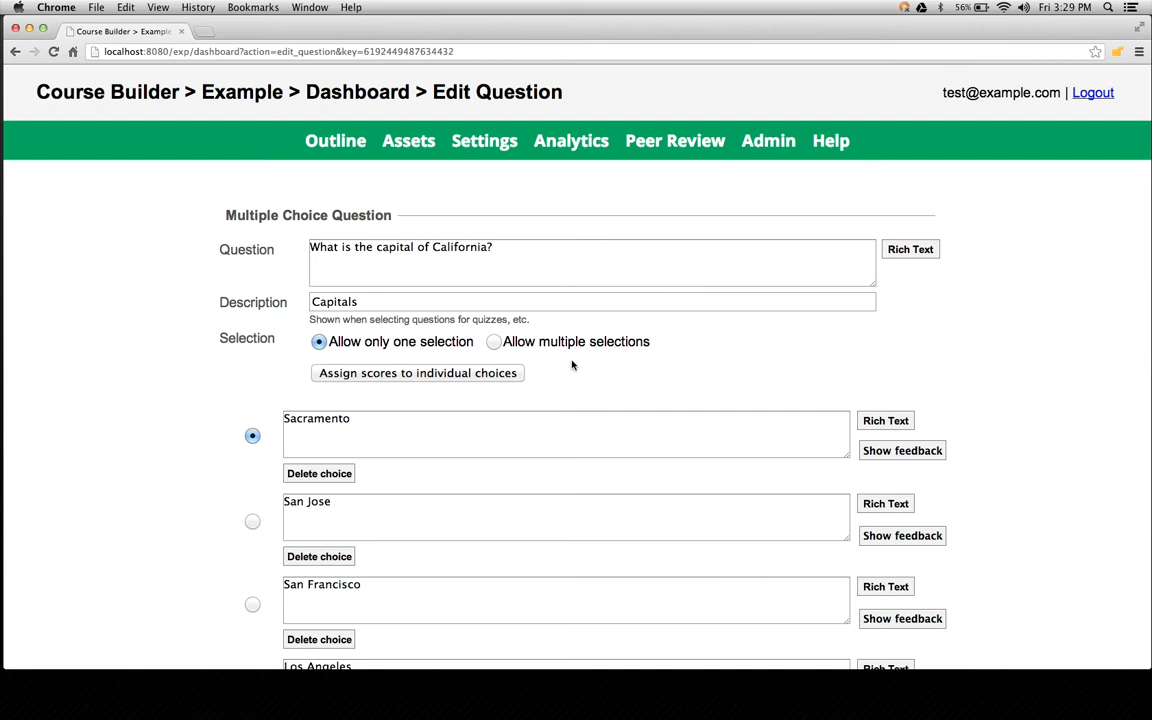 Chrome File Edit View History Bookmarks Window Help 56% Fri 3:29 PM
Course Builder > Example
localhost:8080/exp/dashboard?action=edit_question&key=6192449487634432
Course Builder > Example > Dashboard > Edit Question test@example.com | Logout
Outline Assets Settings Analytics Peer Review Admin Help
Multiple Choice Question
Question What is the capital of California? Rich Text
Description Capitals
Shown when selecting questions for quizzes, etc.
Selection Allow only one selection Allow multiple selections
Assign scores to individual choices
Sacramento Rich Text
Show feedback
Delete choice
San Jose Rich Text
Show feedback
Delete choice
San Francisco Rich Text
Show feedback
Delete choice
Los Angeles Rich Text